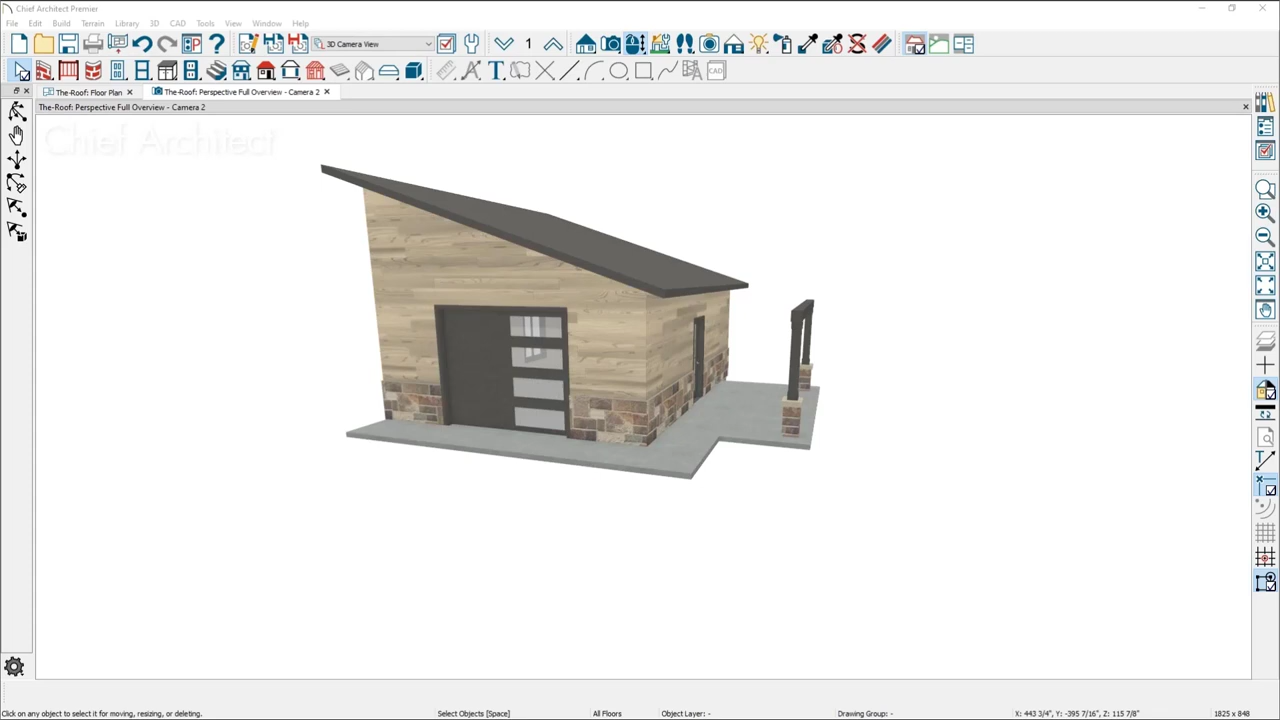 Chief Architect Premier
File Edit Build Terrain Library 3D CAD Tools View Window Help
1 3D Camera View
CAD
The-Roof: Floor Plan The-Roof: Perspective Full Overview - Camera 2
The-Roof: Perspective Full Overview - Camera 2
Chief Architect
Click on any object to select it for moving, resizing, or deleting. Select Objects [Space] All Floors Object Layer: - Drawing Group: - X: 443 3/4", Y: -395 7/16", Z: 115 7/8" 1825 x 848